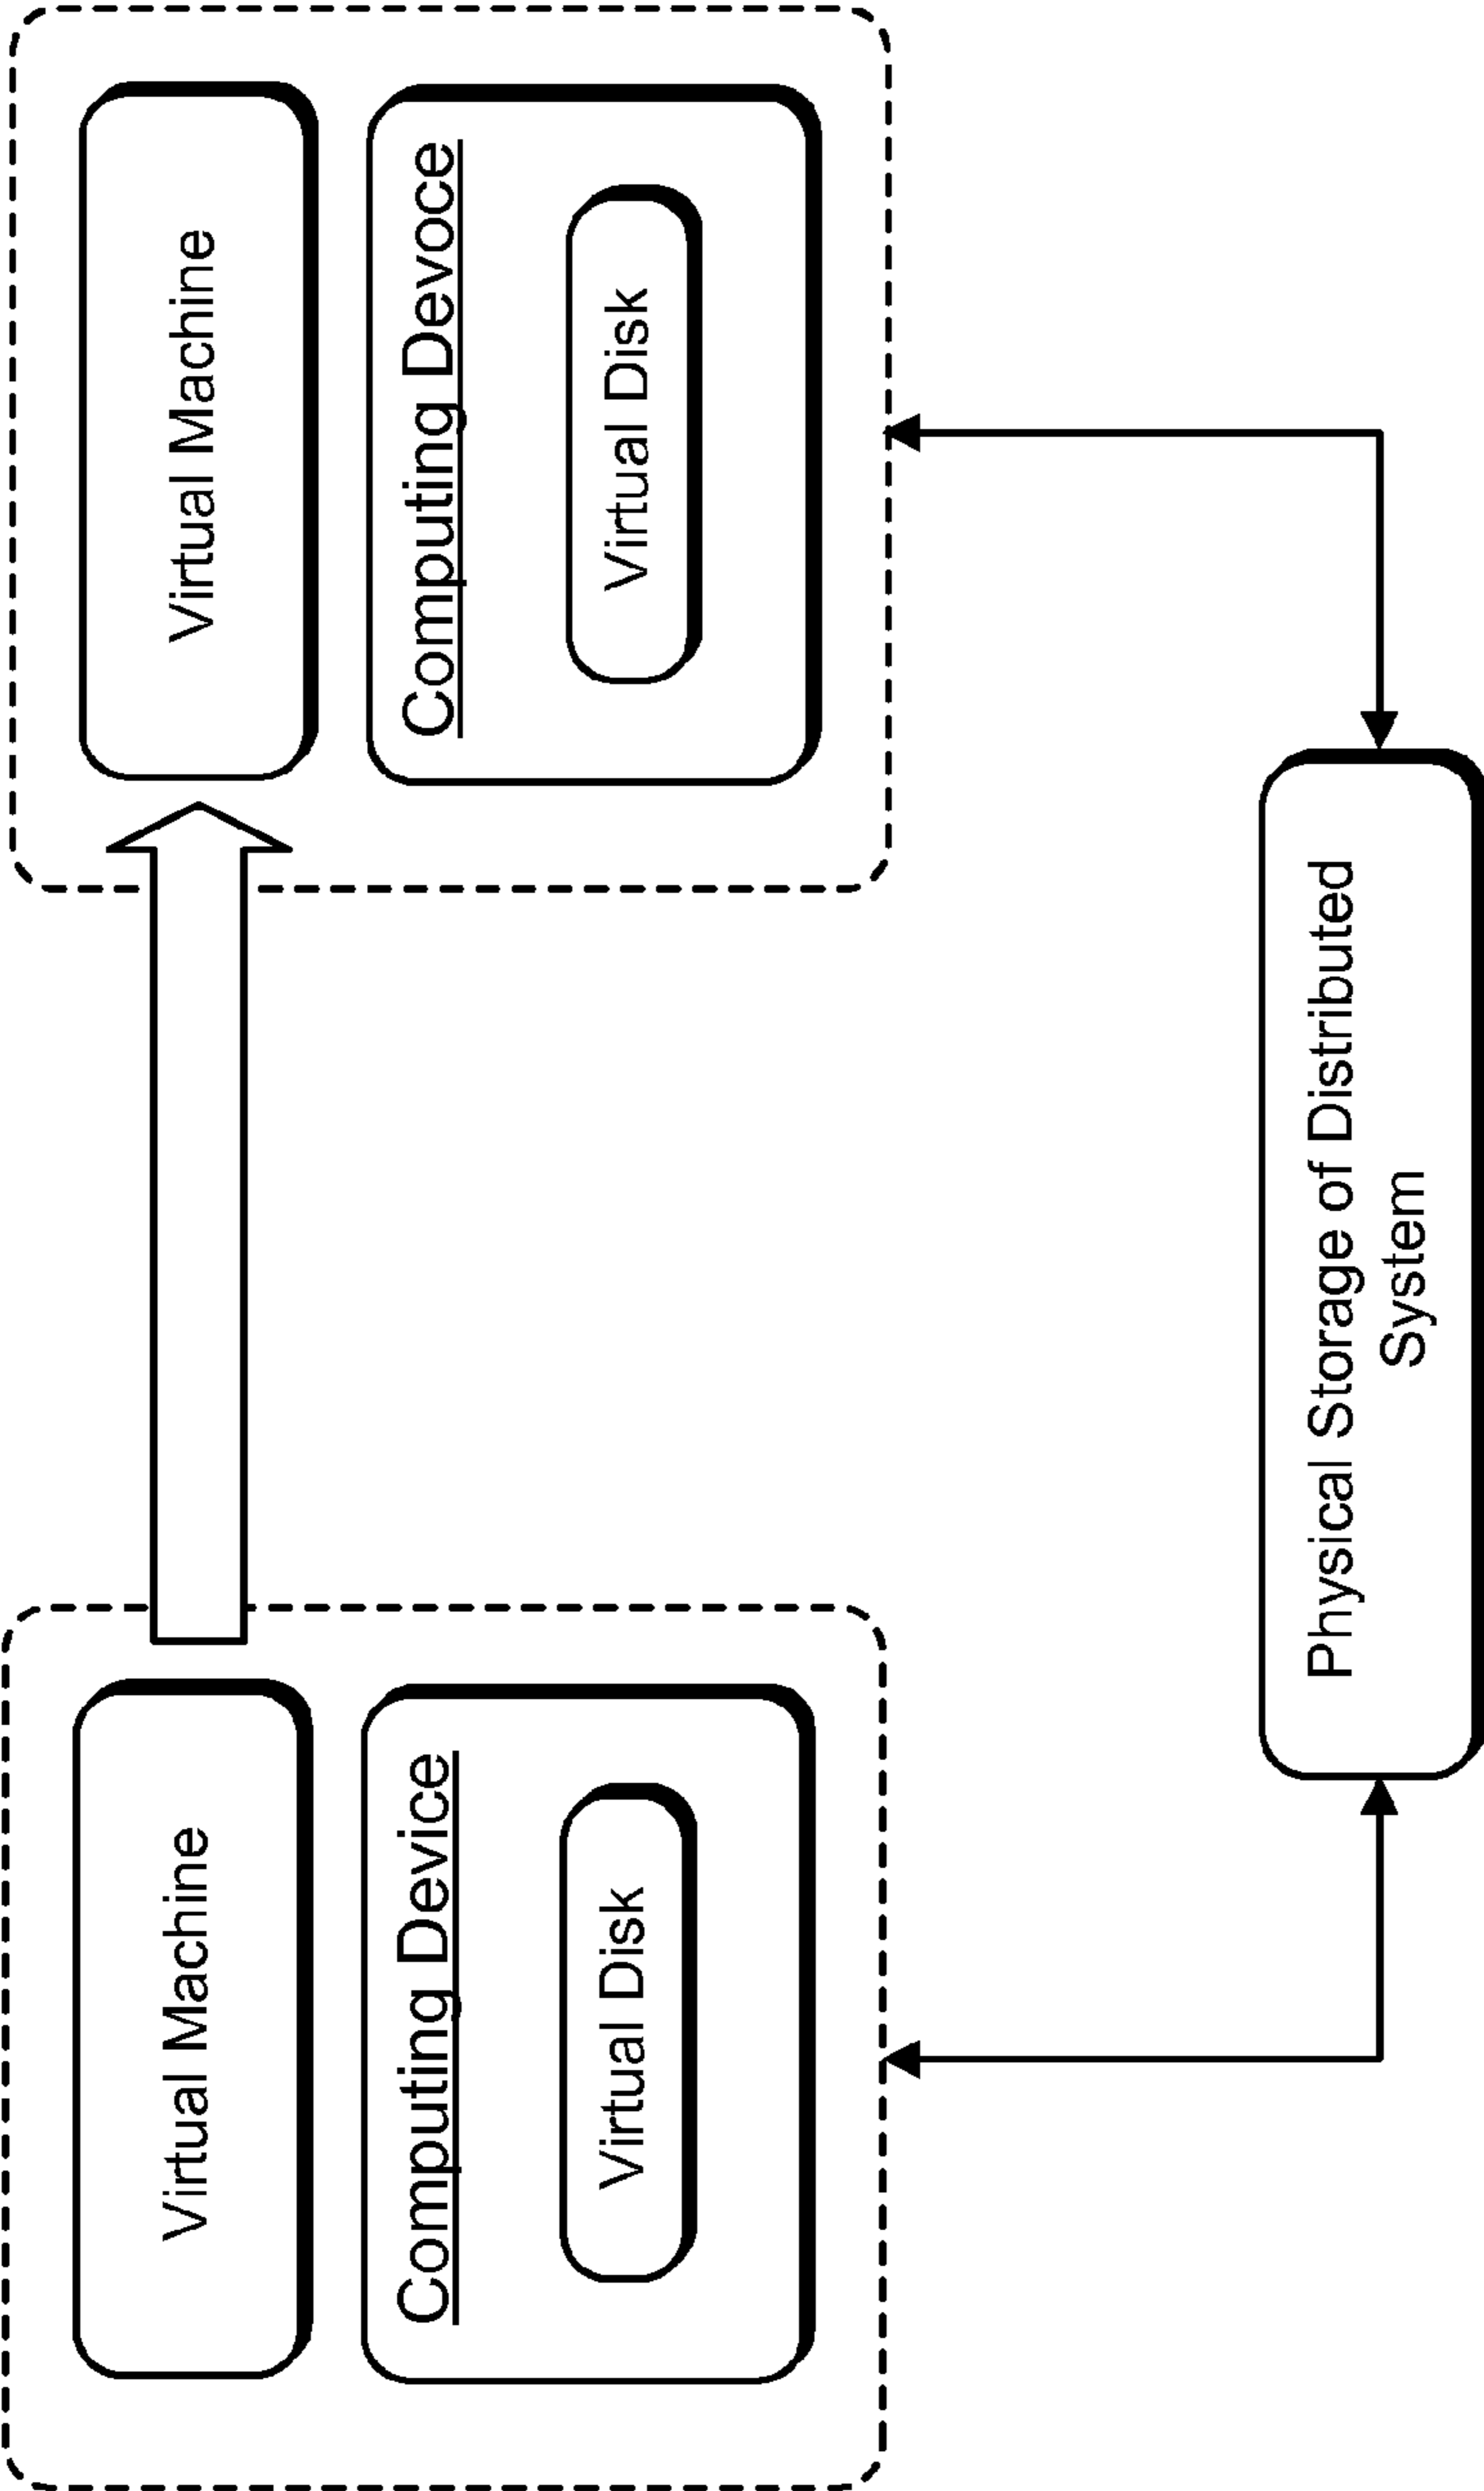 Virtual Machine
Computing Device
Virtual Disk
Virtual Machine
Computing Devoce
Virtual Disk
Physical Storage of Distributed
System